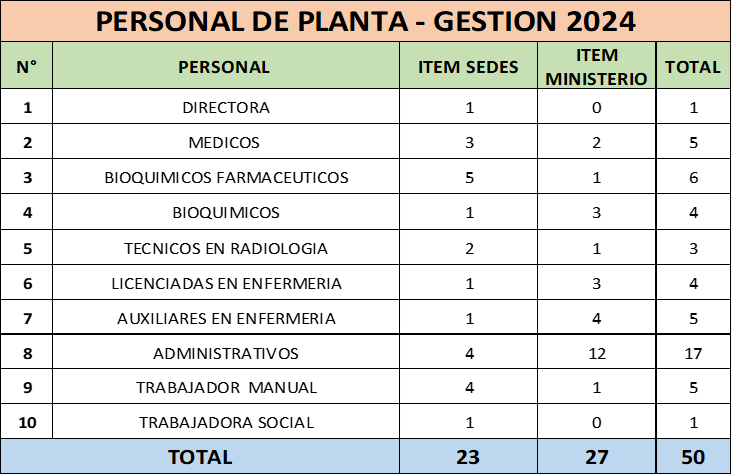 PERSONAL DE PLANTA - GESTION 2024
N° PERSONAL ITEM SEDES ITEM MINISTERIO TOTAL
1 DIRECTORA 1 0 1
2 MEDICOS 3 2 5
3 BIOQUIMICOS FARMACEUTICOS 5 1 6
4 BIOQUIMICOS 1 3 4
5 TECNICOS EN RADIOLOGIA 2 1 3
6 LICENCIADAS EN ENFERMERIA 1 3 4
7 AUXILIARES EN ENFERMERIA 1 4 5
8 ADMINISTRATIVOS 4 12 17
9 TRABAJADOR MANUAL 4 1 5
10 TRABAJADORA SOCIAL 1 0 1
TOTAL 23 27 50